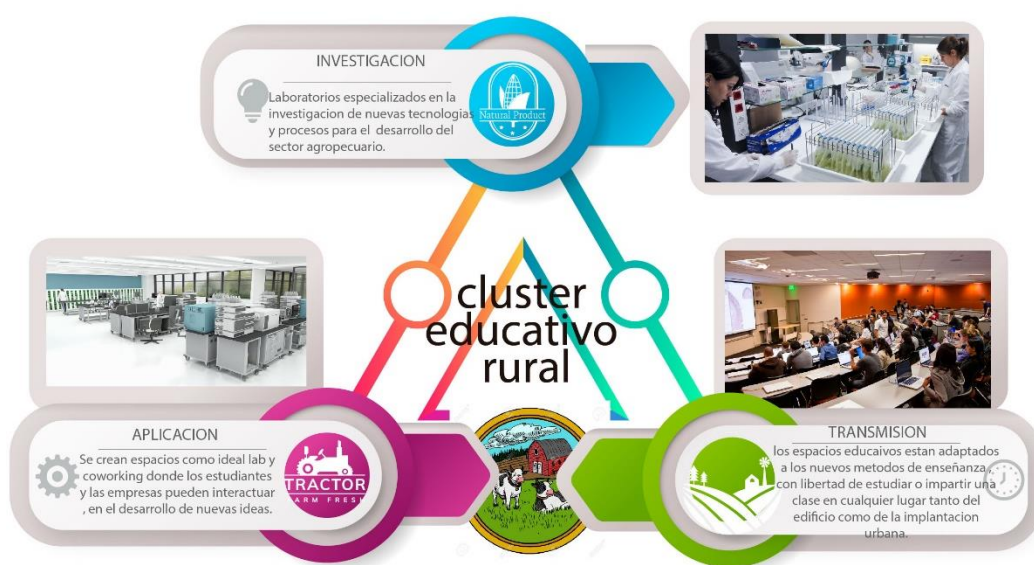 INVESTIGACION
Laboratorios especializados en la
investigacion de nuevas tecnologias
y procesos para el desarrollo del
sector agropecuario.
Natural Product
cluster
educativo
rural
APLICACION
Se crean espacios como ideal lab y
coworking donde los estudiantes
y las empresas pueden interactuar
, en el desarrollo de nuevas ideas.
TRACTOR
FARM FRESH
TRANSMISION
los espacios educaivos estan adaptados
a los nuevos metodos de enseñanza,
con libertad de estudiar o impartir una
clase en cualquier lugar tanto del
edificio como de la implantacion
urbana.